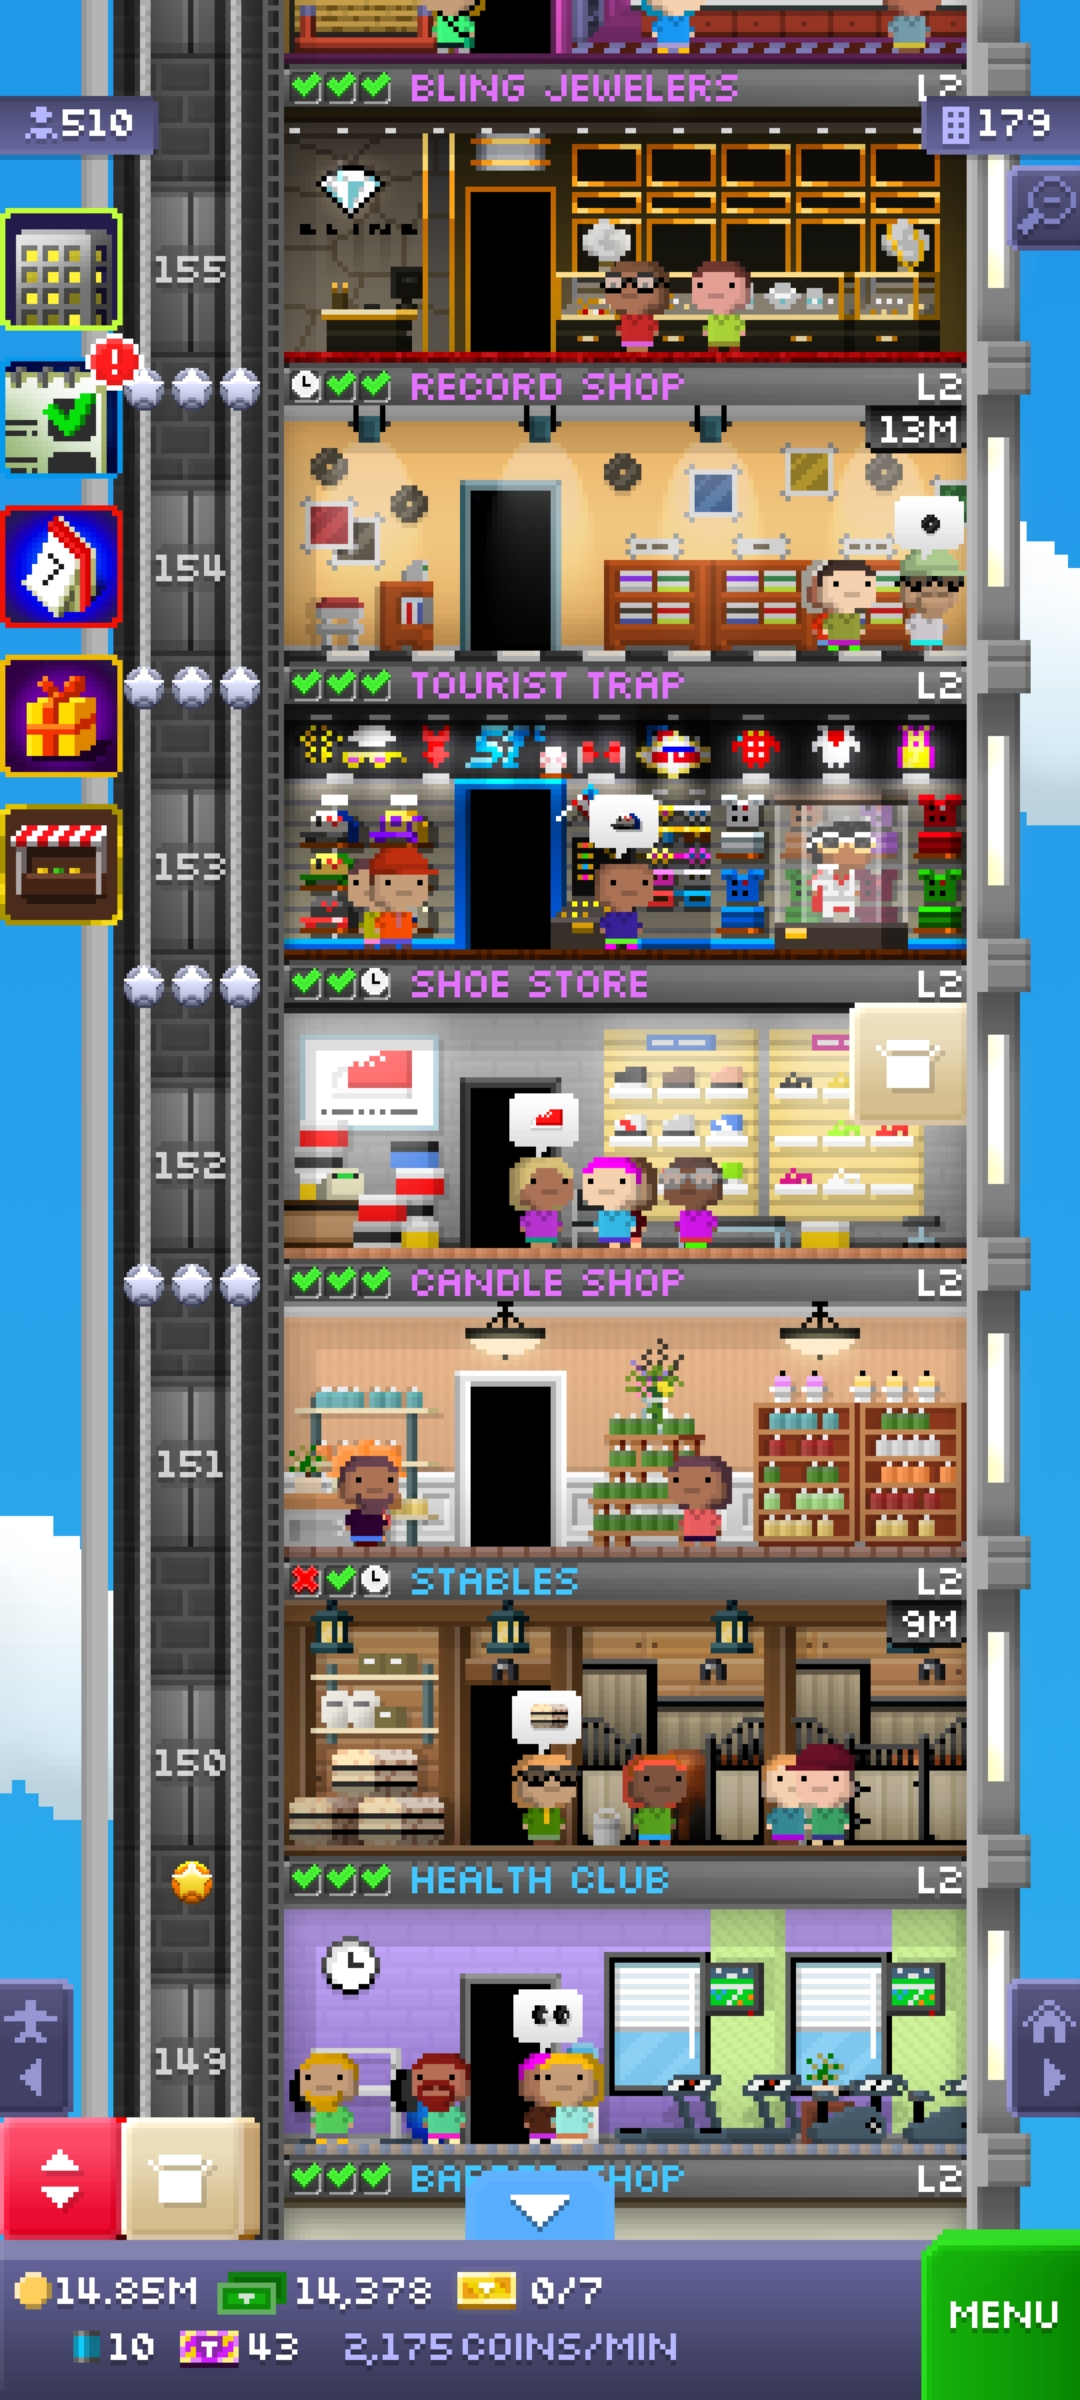 BLING JEWELERS L2
510
179
BLING
155
RECORD SHOP L2
13M
154
TOURIST TRAP L2
153
SHOE STORE L2
152
CANDLE SHOP L2
151
STABLES L2
9M
150
HEALTH CLUB L2
149
L2
14.85M 14,378 0/7
MENU
10 43 2,175 COINS/MIN